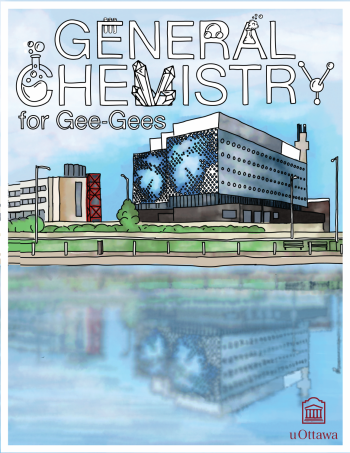 GENERAL
CHEMISTRY
for Gee-Gees
uOttawa